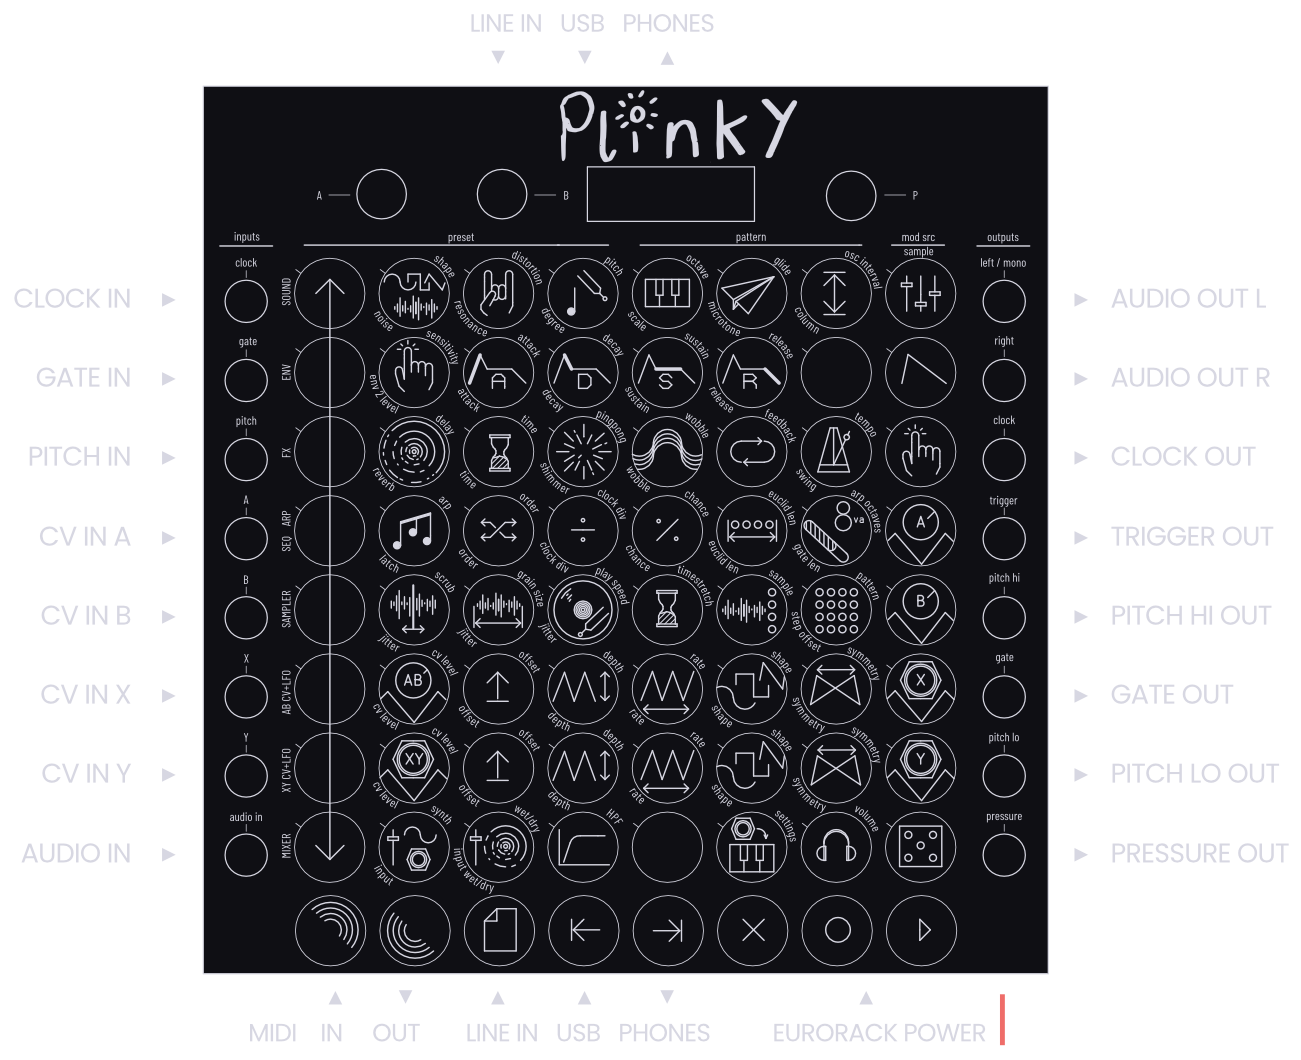 LINE IN USB PHONES
Plinky
A B P
inputs preset pattern mod src outputs
sample
clock left / mono
CLOCK IN SOUND shape noise distortion resonance pitch degree octave scale glide microtone osc interval column AUDIO OUT L
gate right
GATE IN ENV sensitivity env 2 level attack attack A decay decay D sustain sustain S release release R AUDIO OUT R
pitch clock
PITCH IN FX delay reverb time time pingpong shimmer wobble wobble feedback tempo swing CLOCK OUT
A trigger
CV IN A SEQ ARP arp latch order order clock div clock div chance chance euclid len euclid len arp octaves 8va gate len A TRIGGER OUT
B pitch hi
CV IN B SAMPLER scrub jitter grain size jitter play speed jitter timestretch sample pattern step offset B PITCH HI OUT
X gate
CV IN X AB CV+LFO cv level AB cv level offset offset depth depth rate rate shape shape symmetry symmetry X GATE OUT
Y pitch lo
CV IN Y XY CV+LFO cv level XY cv level offset offset depth depth rate rate shape shape symmetry symmetry Y PITCH LO OUT
audio in pressure
AUDIO IN MIXER synth input wet/dry input wet/dry HPF settings volume PRESSURE OUT
MIDI IN OUT LINE IN USB PHONES EURORACK POWER